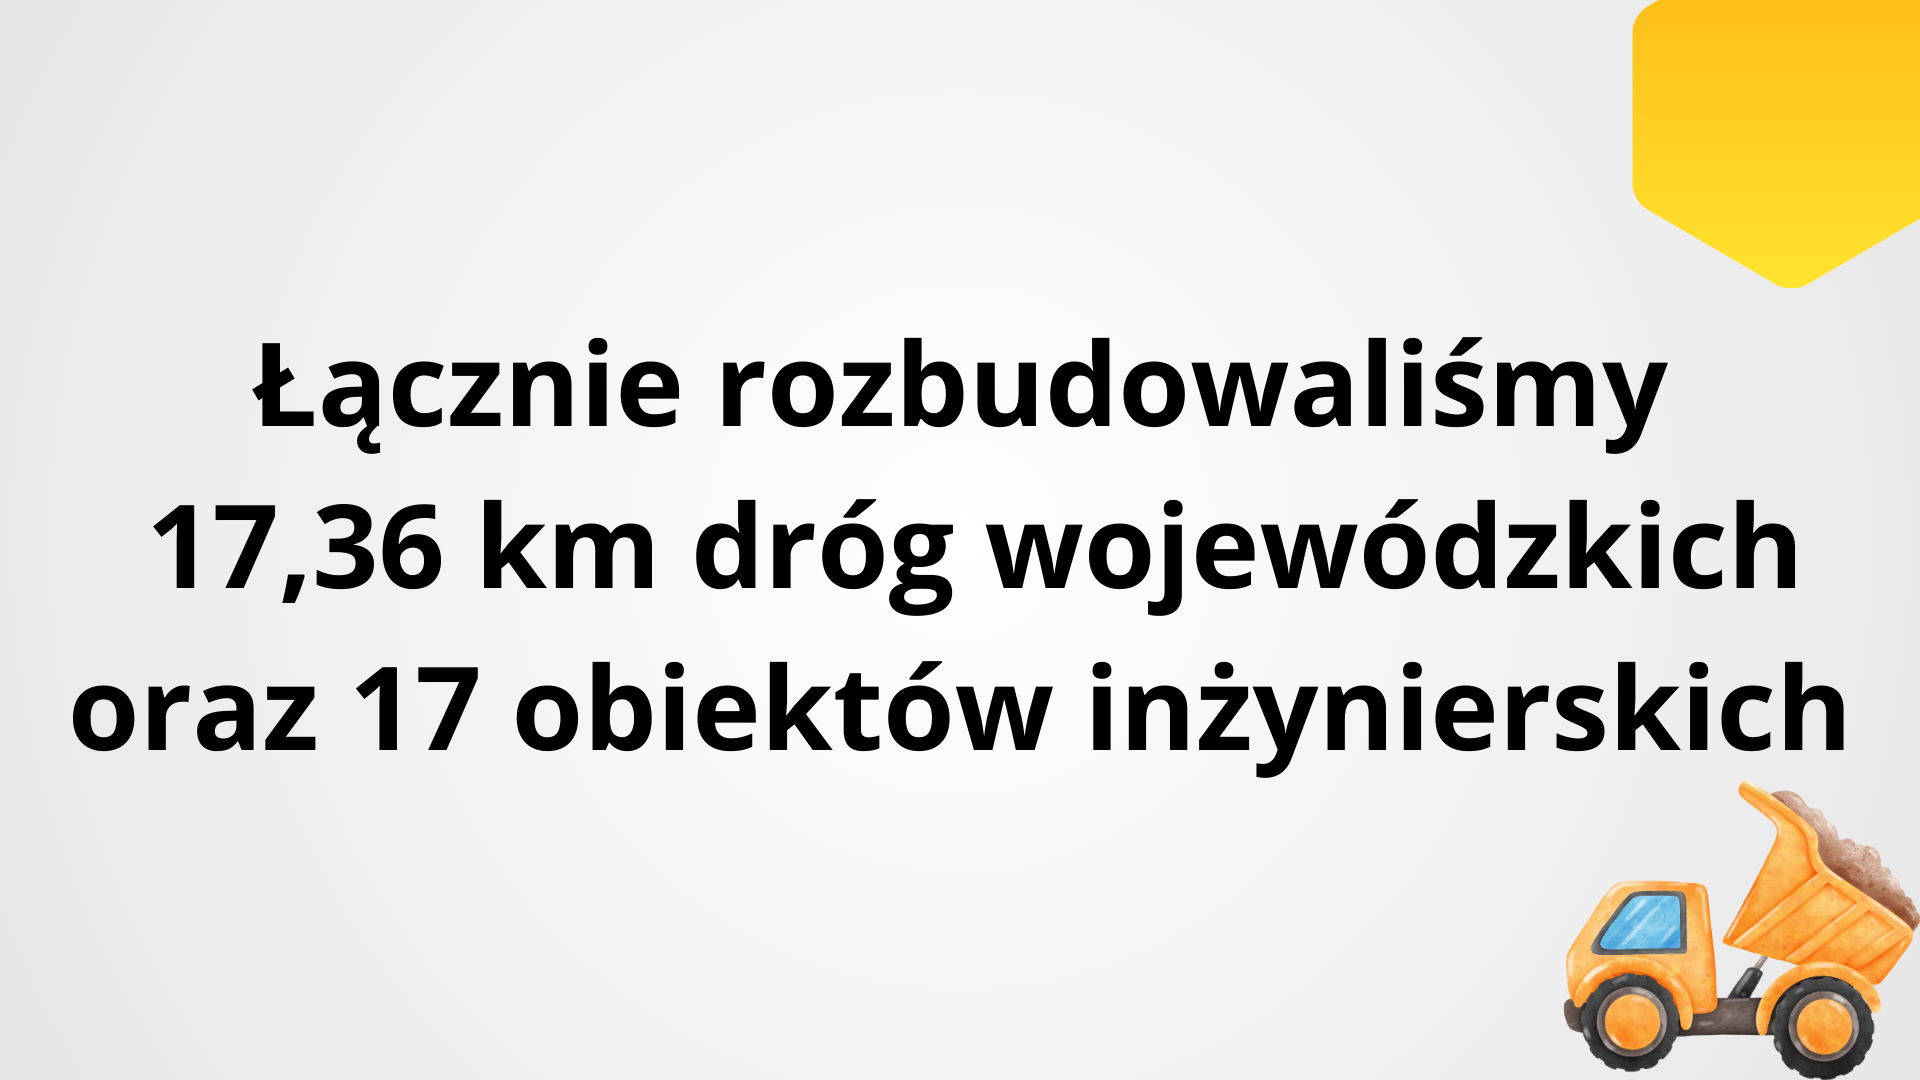 Łącznie rozbudowaliśmy
17,36 km dróg wojewódzkich
oraz 17 obiektów inżynierskich